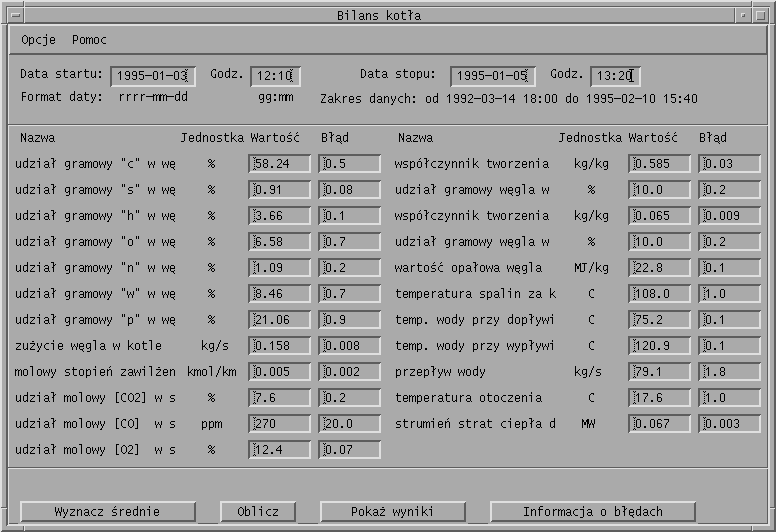 Bilans kotła
Opcje Pomoc
Data startu: 1995-01-03 Godz. 12:10 Data stopu: 1995-01-05 Godz. 13:20
Format daty: rrrr-mm-dd gg:mm Zakres danych: od 1992-03-14 18:00 do 1995-02-10 15:40
Nazwa Jednostka Wartość Błąd Nazwa Jednostka Wartość Błąd
udział gramowy "c" w wę % 58.24 0.5 współczynnik tworzenia kg/kg 0.585 0.03
udział gramowy "s" w wę % 0.91 0.08 udział gramowy węgla w % 10.0 0.2
udział gramowy "h" w wę % 3.66 0.1 współczynnik tworzenia kg/kg 0.065 0.009
udział gramowy "o" w wę % 6.58 0.7 udział gramowy węgla w % 10.0 0.2
udział gramowy "n" w wę % 1.09 0.2 wartość opałowa węgla MJ/kg 22.8 0.1
udział gramowy "w" w wę % 8.46 0.7 temperatura spalin za k C 108.0 1.0
udział gramowy "p" w wę % 21.06 0.9 temp. wody przy dopływi C 75.2 0.1
zużycie węgla w kotle kg/s 0.158 0.008 temp. wody przy wypływi C 120.9 0.1
molowy stopień zawilżen kmol/km 0.005 0.002 przepływ wody kg/s 79.1 1.8
udział molowy [CO2] w s % 7.6 0.2 temperatura otoczenia C 17.6 1.0
udział molowy [CO] w s ppm 270 20.0 strumień strat ciepła d MW 0.067 0.003
udział molowy [O2] w s % 12.4 0.07
Wyznacz średnie Oblicz Pokaż wyniki Informacja o błędach